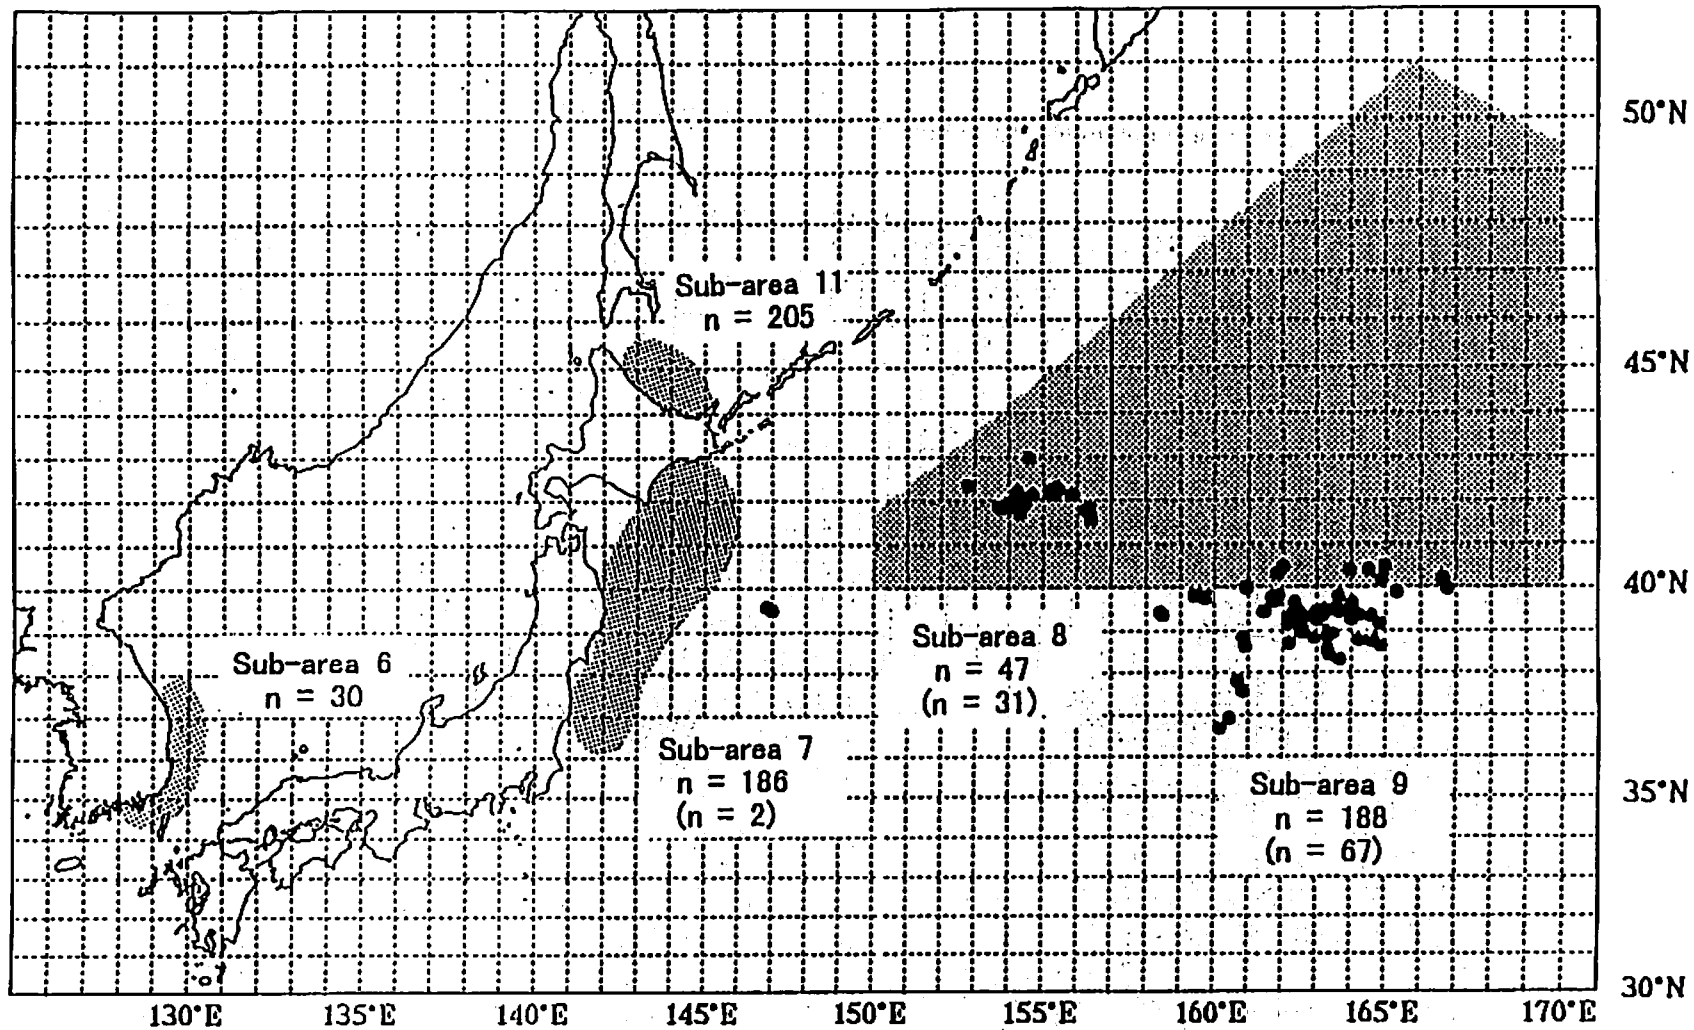 50°N
Sub-area 11
n = 205
45°N
40°N
Sub-area 8
n = 47
(n = 31)
Sub-area 6
n = 30
Sub-area 7
n = 186
(n = 2)
Sub-area 9
n = 188
(n = 67)
35°N
30°N
130°E 135°E 140°E 145°E 150°E 155°E 160°E 165°E 170°E